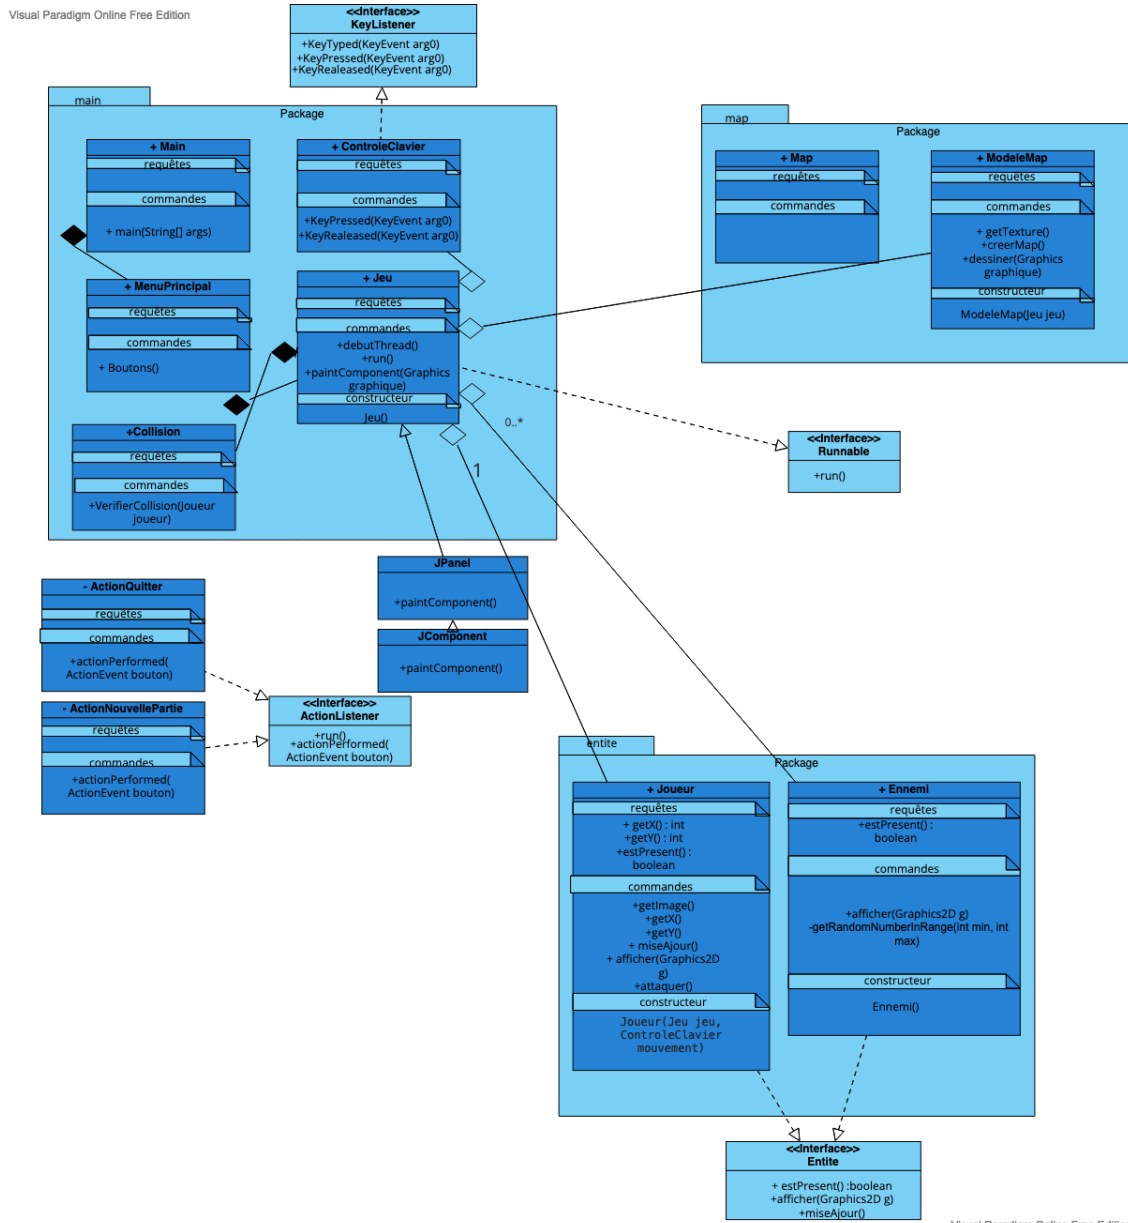 Visual Paradigm Online Free Edition
<<Interface>>
KeyListener
+KeyTyped(KeyEvent arg0)
+KeyPressed(KeyEvent arg0)
+KeyRealeased(KeyEvent arg0)
main
Package
+ Main
requêtes
commandes
+ main(String[] args)
+ ControleClavier
requêtes
commandes
+KeyPressed(KeyEvent arg0)
+KeyRealeased(KeyEvent arg0)
+ MenuPrincipal
requêtes
commandes
+ Boutons()
+ Jeu
requêtes
commandes
+debutThread()
+run()
+paintComponent(Graphics
graphique)
constructeur
Jeu()
+Collision
requêtes
commandes
+VerifierCollision(Joueur
joueur)
0..*
1
map
Package
+ Map
requêtes
commandes
+ ModeleMap
requêtes
commandes
+ getTexture()
+creerMap()
+dessiner(Graphics
graphique)
constructeur
ModeleMap(Jeu jeu)
<<Interface>>
Runnable
+run()
JPanel
+paintComponent()
JComponent
+paintComponent()
- ActionQuitter
requêtes
commandes
+actionPerformed(
ActionEvent bouton)
- ActionNouvellePartie
requêtes
commandes
+actionPerformed(
ActionEvent bouton)
<<Interface>>
ActionListener
+run()
+actionPerformed(
ActionEvent bouton)
entite
Package
+ Joueur
requêtes
+ getX() : int
+getY() : int
+estPresent() :
boolean
commandes
+getImage()
+getX()
+getY()
+ miseAjour()
+ afficher(Graphics2D
g)
+attaquer()
constructeur
Joueur(Jeu jeu,
ControleClavier
mouvement)
+ Ennemi
requêtes
+estPresent() :
boolean
commandes
+afficher(Graphics2D g)
-getRandomNumberInRange(int min, int
max)
constructeur
Ennemi()
<<Interface>>
Entite
+ estPresent() :boolean
+afficher(Graphics2D g)
+miseAjour()
Visual Paradigm Online Free Edition